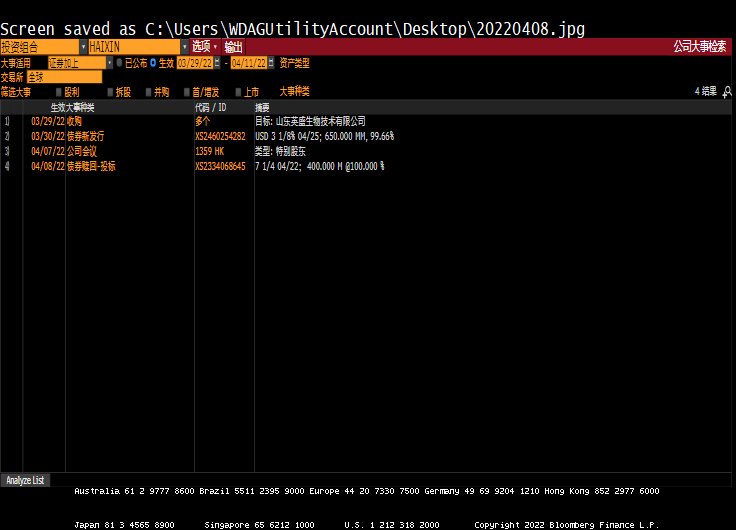 Screen saved as C:\Users\WDAGUtilityAccount\Desktop\20220408.jpg
投资组合 HAIXIN 选项 输出 公司大事检索
大事适用 证券加上 已公布 生效 03/29/22 - 04/11/22 资产类型
交易所 全球
筛选大事 股利 拆股 并购 首/增发 上市 大事种类 4 结果
生效 大事种类 代码 / ID 摘要
1) 03/29/22 收购 多个 目标: 山东英盛生物技术有限公司
2) 03/30/22 债券新发行 XS2460254282 USD 3 1/8% 04/25; 650.000 MM, 99.66%
3) 04/07/22 公司会议 1359 HK 类型: 特别股东
4) 04/08/22 债券赎回-投标 XS2334068645 7 1/4 04/22; 400.000 M @100.000 %
Analyze List
Australia 61 2 9777 8600 Brazil 5511 2395 9000 Europe 44 20 7330 7500 Germany 49 69 9204 1210 Hong Kong 852 2977 6000
Japan 81 3 4565 8900 Singapore 65 6212 1000 U.S. 1 212 318 2000 Copyright 2022 Bloomberg Finance L.P.